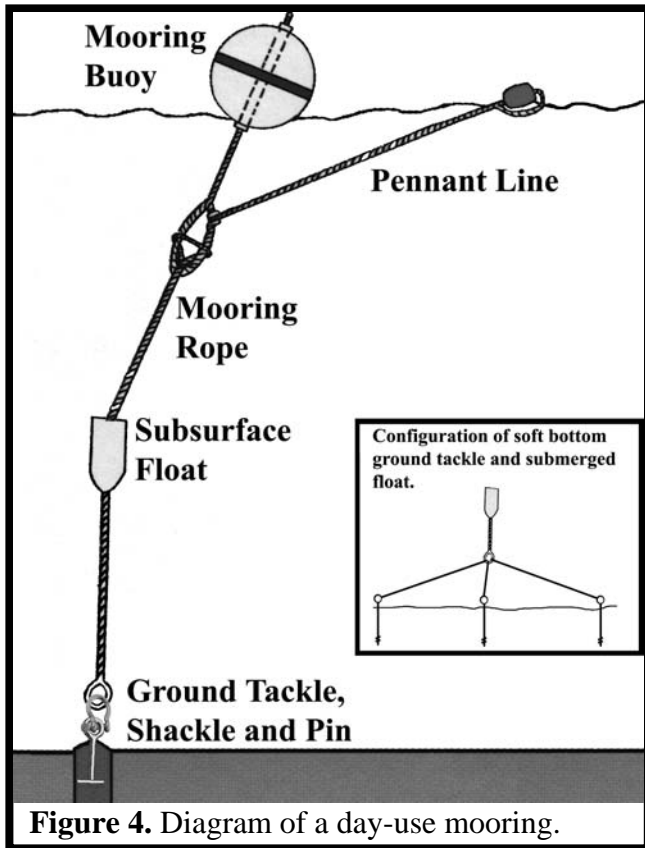 Mooring
Buoy
Pennant Line
Mooring
Rope
Subsurface
Float
Configuration of soft bottom
ground tackle and submerged
float.
Ground Tackle,
Shackle and Pin
Figure 4. Diagram of a day-use mooring.